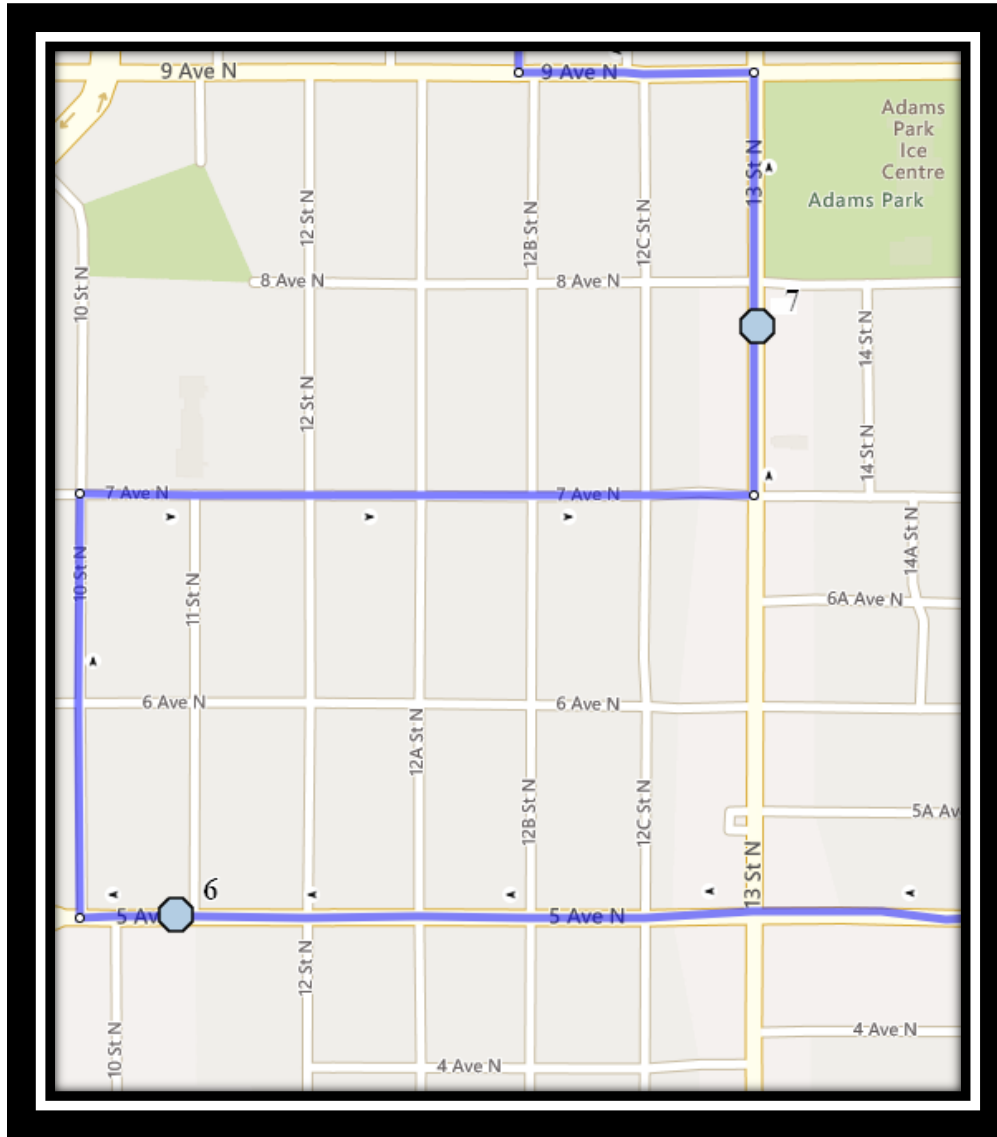 9 Ave N
9 Ave N
Adams
Park
Ice
Centre
Adams Park
13 St N
12 St N
12B St N
12C St N
10 St N
8 Ave N
8 Ave N
7
14 St N
12 St N
14 St N
7 Ave N
7 Ave N
14A St N
10 St N
11 St N
6A Ave N
6 Ave N
6 Ave N
12A St N
12B St N
12C St N
5A Av
13 St N
6
5 Av
5 Ave N
12 St N
10 St N
4 Ave N
4 Ave N